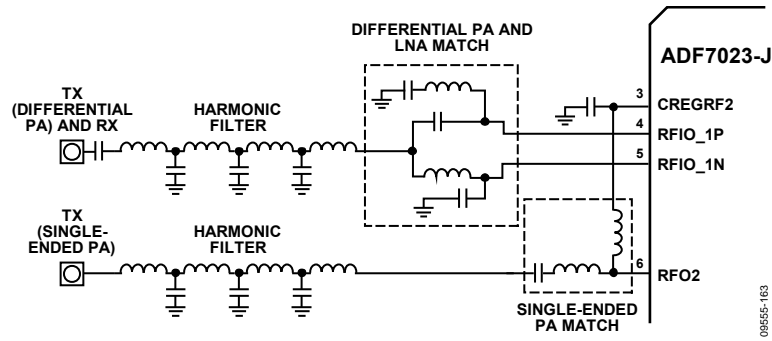 DIFFERENTIAL PA AND
LNA MATCH
ADF7023-J
TX
(DIFFERENTIAL
PA) AND RX
HARMONIC
FILTER
3
CREGRF2
4
RFIO_1P
5
RFIO_1N
TX
(SINGLE-
ENDED PA)
HARMONIC
FILTER
6
RFO2
SINGLE-ENDED
PA MATCH
09555-163